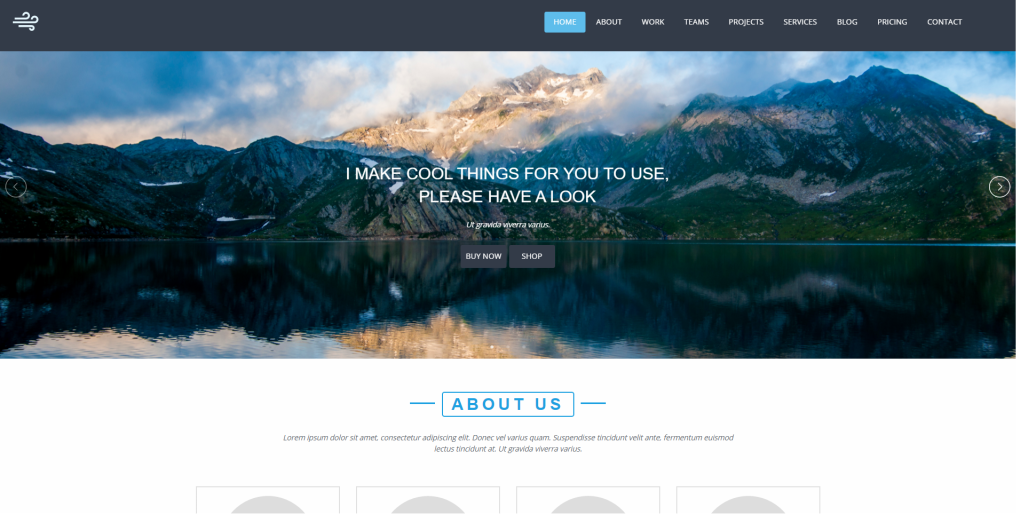 HOME ABOUT WORK TEAMS PROJECTS SERVICES BLOG PRICING CONTACT
I MAKE COOL THINGS FOR YOU TO USE,
PLEASE HAVE A LOOK
Ut gravida viverra varius.
BUY NOW SHOP
ABOUT US
Lorem ipsum dolor sit amet, consectetur adipiscing elit. Donec vel varius quam. Suspendisse tincidunt velit ante, fermentum euismod
lectus tincidunt at. Ut gravida viverra varius.